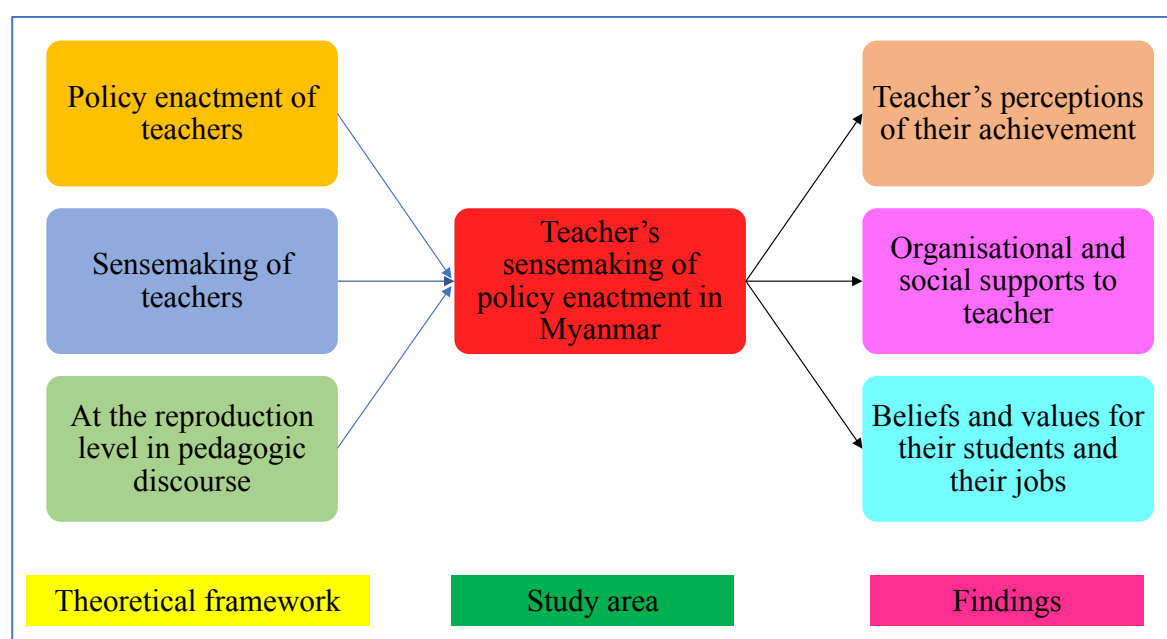 Policy enactment of
teachers
Sensemaking of
teachers
At the reproduction
level in pedagogic
discourse
Teacher’s
sensemaking of
policy enactment in
Myanmar
Teacher’s perceptions
of their achievement
Organisational and
social supports to
teacher
Beliefs and values for
their students and
their jobs
Theoretical framework
Study area
Findings